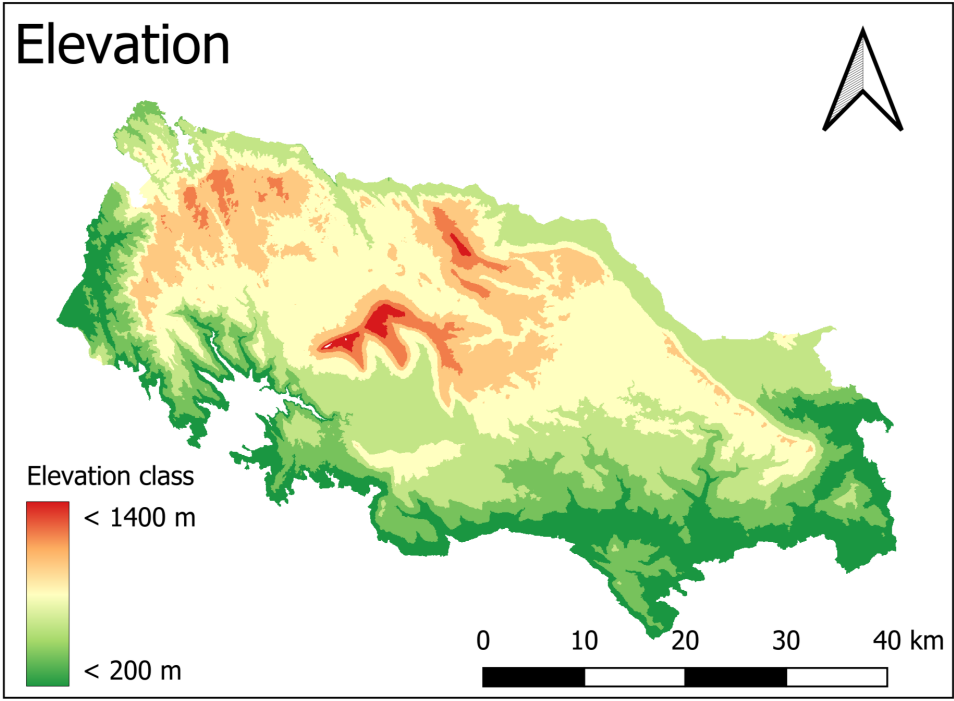 Elevation
Elevation class
< 1400 m
< 200 m
0 10 20 30 40 km